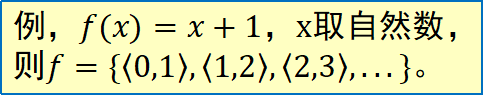 例，f(x) = x + 1，x取自然数，
则f = {⟨0,1⟩,⟨1,2⟩,⟨2,3⟩,...}。